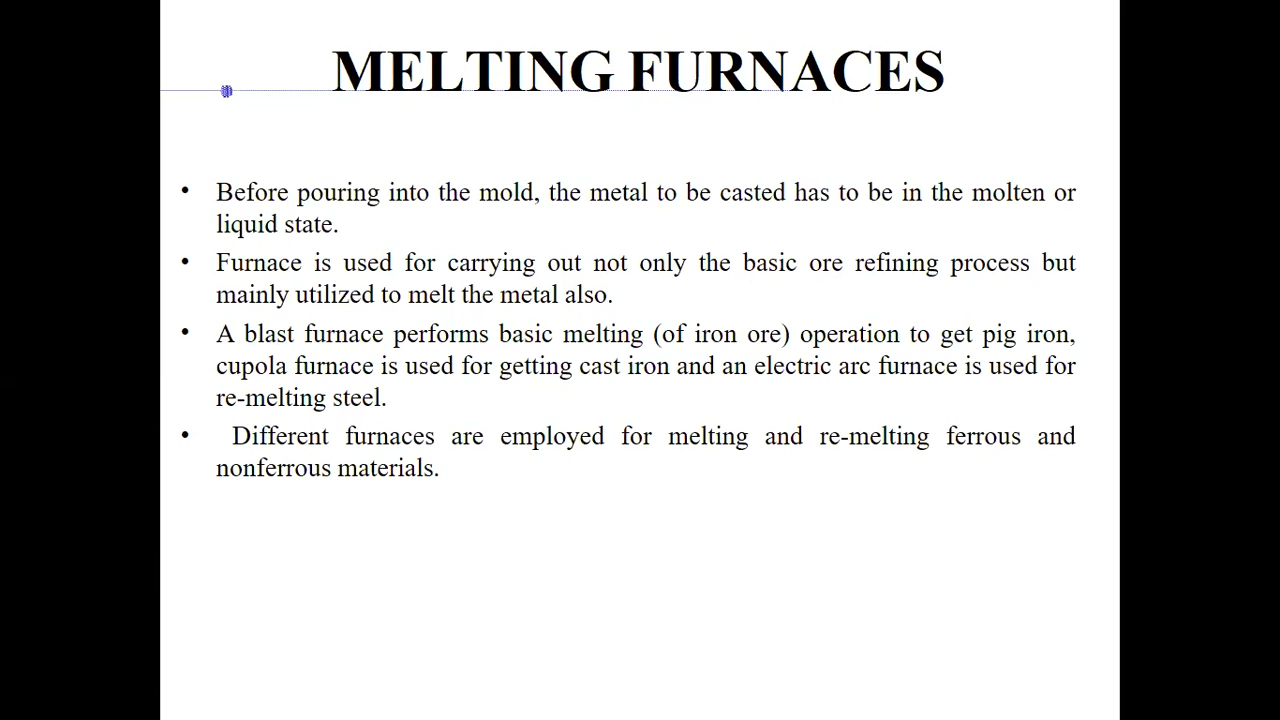 MELTING FURNACES
• Before pouring into the mold, the metal to be casted has to be in the molten or
liquid state.
• Furnace is used for carrying out not only the basic ore refining process but
mainly utilized to melt the metal also.
• A blast furnace performs basic melting (of iron ore) operation to get pig iron,
cupola furnace is used for getting cast iron and an electric arc furnace is used for
re-melting steel.
• Different furnaces are employed for melting and re-melting ferrous and
nonferrous materials.